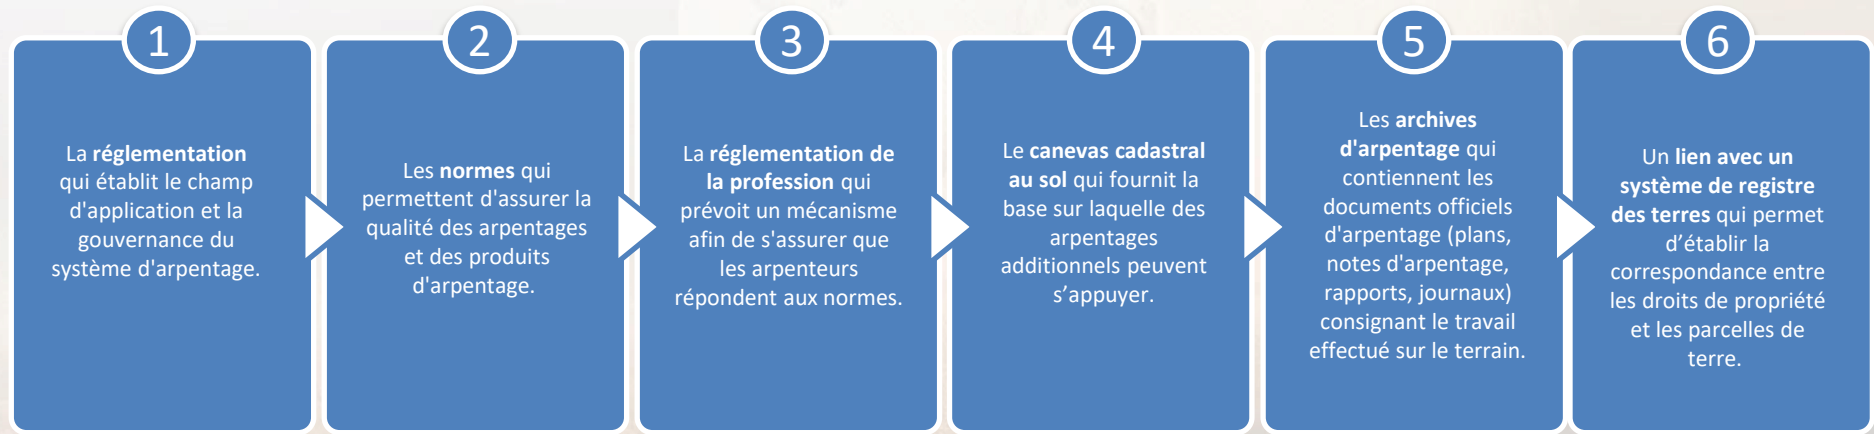 1
La réglementation
qui établit le champ
d'application et la
gouvernance du
système d'arpentage.
2
Les normes qui
permettent d'assurer la
qualité des arpentages
et des produits
d'arpentage.
3
La réglementation de
la profession qui
prévoit un mécanisme
afin de s'assurer que
les arpenteurs
répondent aux normes.
4
Le canevas cadastral
au sol qui fournit la
base sur laquelle des
arpentages
additionnels peuvent
s’appuyer.
5
Les archives
d'arpentage qui
contiennent les
documents officiels
d'arpentage (plans,
notes d'arpentage,
rapports, journaux)
consignant le travail
effectué sur le terrain.
6
Un lien avec un
système de registre
des terres qui permet
d’établir la
correspondance entre
les droits de propriété
et les parcelles de
terre.